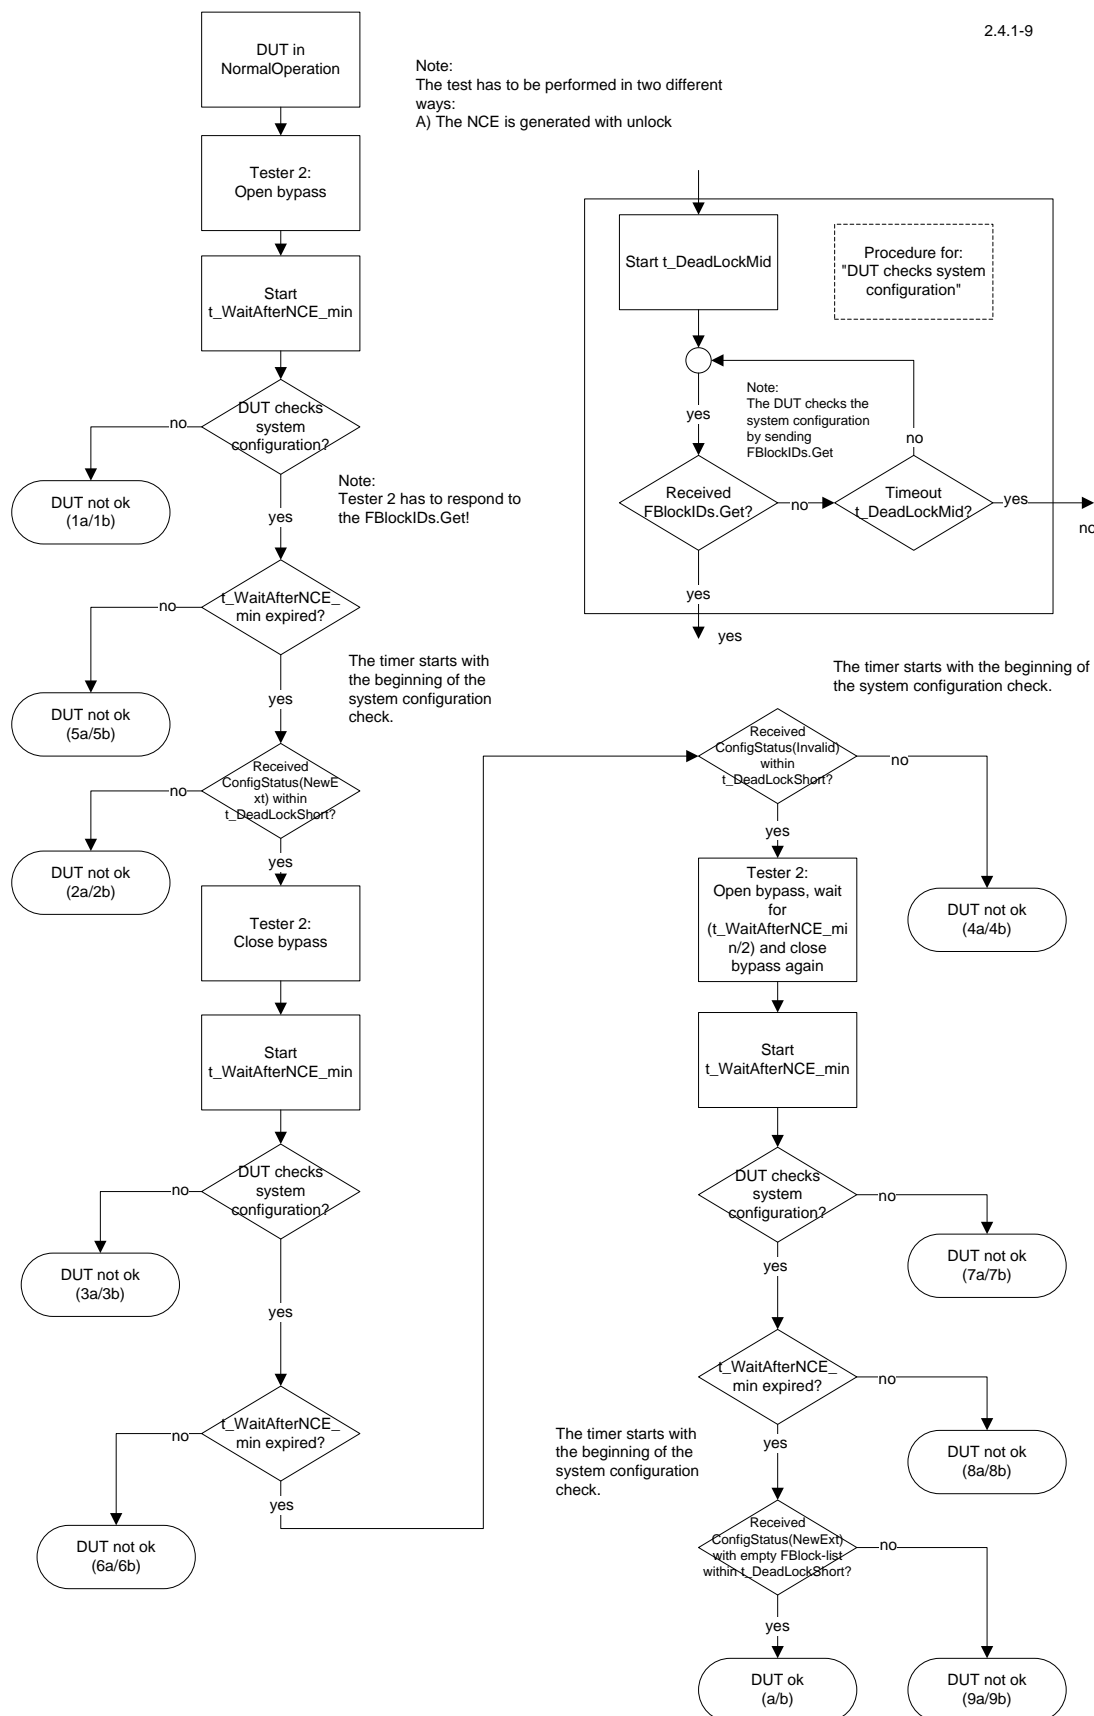 2.4.1-9
DUT in
NormalOperation
Note:
The test has to be performed in two different
ways:
A) The NCE is generated with unlock
Tester 2:
Open bypass
Start
t_WaitAfterNCE_min
DUT checks
system
configuration?
no
DUT not ok
(1a/1b)
yes
Note:
Tester 2 has to respond to
the FBlockIDs.Get!
t_WaitAfterNCE_
min expired?
no
DUT not ok
(5a/5b)
yes
The timer starts with
the beginning of the
system configuration
check.
Received
ConfigStatus(NewE
xt) within
t_DeadLockShort?
no
DUT not ok
(2a/2b)
yes
Tester 2:
Close bypass
Start
t_WaitAfterNCE_min
DUT checks
system
configuration?
no
DUT not ok
(3a/3b)
yes
t_WaitAfterNCE_
min expired?
no
DUT not ok
(6a/6b)
yes
Start t_DeadLockMid
Procedure for:
"DUT checks system
configuration"
yes
Note:
The DUT checks the
system configuration
by sending
FBlockIDs.Get
no
Received
FBlockIDs.Get?
no
Timeout
t_DeadLockMid?
yes
no
yes
yes
The timer starts with the beginning of
the system configuration check.
Received
ConfigStatus(Invalid)
within
t_DeadLockShort?
no
DUT not ok
(4a/4b)
yes
Tester 2:
Open bypass, wait
for
(t_WaitAfterNCE_mi
n/2) and close
bypass again
Start
t_WaitAfterNCE_min
DUT checks
system
configuration?
no
DUT not ok
(7a/7b)
yes
t_WaitAfterNCE_
min expired?
no
DUT not ok
(8a/8b)
yes
The timer starts with
the beginning of the
system configuration
check.
Received
ConfigStatus(NewExt)
with empty FBlock-list
within t_DeadLockShort?
no
yes
DUT ok
(a/b)
DUT not ok
(9a/9b)